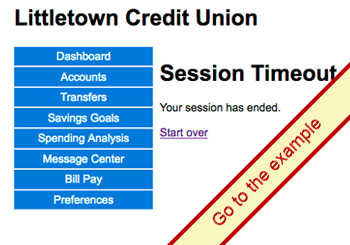 Littletown Credit Union
Dashboard
Accounts
Transfers
Savings Goals
Spending Analysis
Message Center
Bill Pay
Preferences
Session Timeout
Your session has ended.
Start over
Go to the example